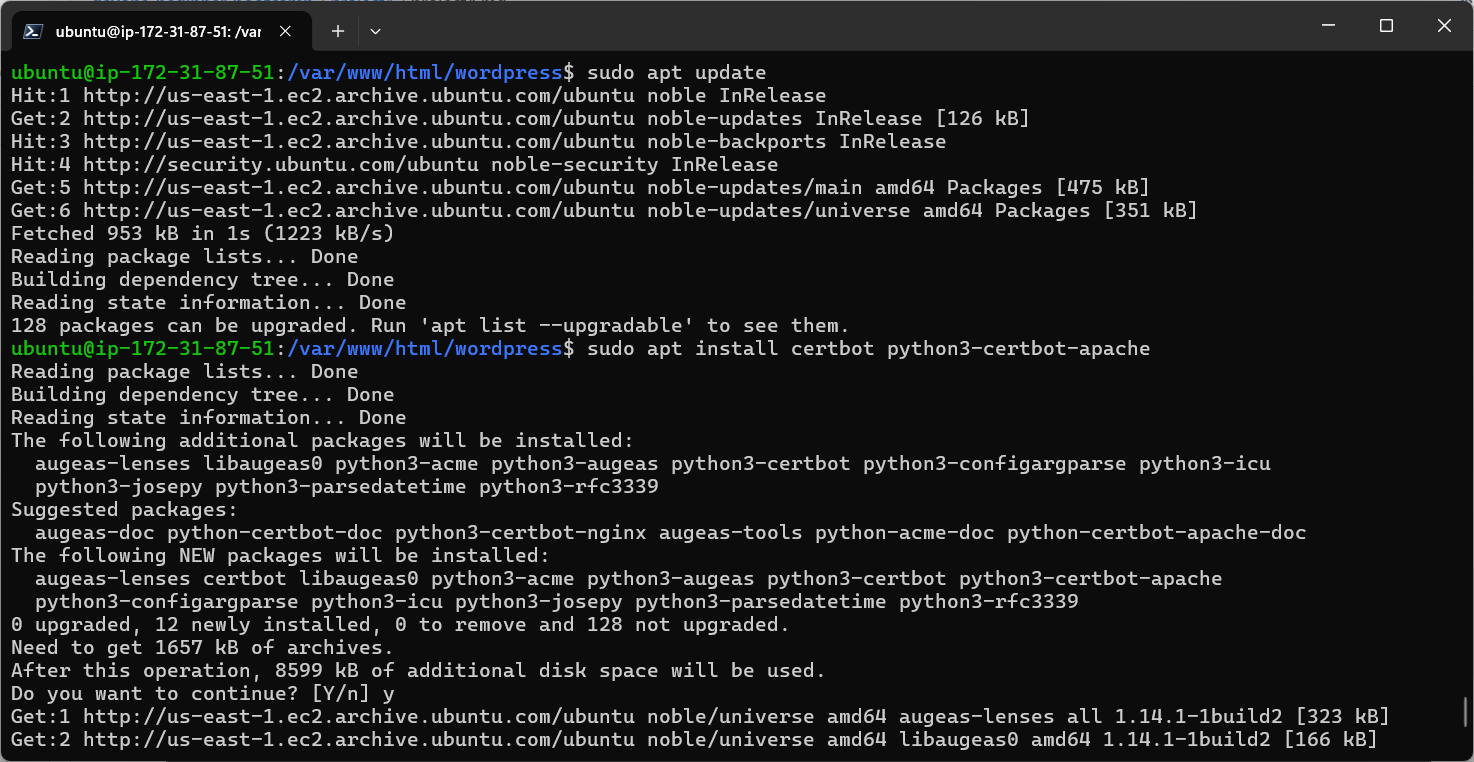 ubuntu@ip-172-31-87-51: /var
ubuntu@ip-172-31-87-51:/var/www/html/wordpress$ sudo apt update
Hit:1 http://us-east-1.ec2.archive.ubuntu.com/ubuntu noble InRelease
Get:2 http://us-east-1.ec2.archive.ubuntu.com/ubuntu noble-updates InRelease [126 kB]
Hit:3 http://us-east-1.ec2.archive.ubuntu.com/ubuntu noble-backports InRelease
Hit:4 http://security.ubuntu.com/ubuntu noble-security InRelease
Get:5 http://us-east-1.ec2.archive.ubuntu.com/ubuntu noble-updates/main amd64 Packages [475 kB]
Get:6 http://us-east-1.ec2.archive.ubuntu.com/ubuntu noble-updates/universe amd64 Packages [351 kB]
Fetched 953 kB in 1s (1223 kB/s)
Reading package lists... Done
Building dependency tree... Done
Reading state information... Done
128 packages can be upgraded. Run 'apt list --upgradable' to see them.
ubuntu@ip-172-31-87-51:/var/www/html/wordpress$ sudo apt install certbot python3-certbot-apache
Reading package lists... Done
Building dependency tree... Done
Reading state information... Done
The following additional packages will be installed:
  augeas-lenses libaugeas0 python3-acme python3-augeas python3-certbot python3-configargparse python3-icu
  python3-josepy python3-parsedatetime python3-rfc3339
Suggested packages:
  augeas-doc python-certbot-doc python3-certbot-nginx augeas-tools python-acme-doc python-certbot-apache-doc
The following NEW packages will be installed:
  augeas-lenses certbot libaugeas0 python3-acme python3-augeas python3-certbot python3-certbot-apache
  python3-configargparse python3-icu python3-josepy python3-parsedatetime python3-rfc3339
0 upgraded, 12 newly installed, 0 to remove and 128 not upgraded.
Need to get 1657 kB of archives.
After this operation, 8599 kB of additional disk space will be used.
Do you want to continue? [Y/n] y
Get:1 http://us-east-1.ec2.archive.ubuntu.com/ubuntu noble/universe amd64 augeas-lenses all 1.14.1-1build2 [323 kB]
Get:2 http://us-east-1.ec2.archive.ubuntu.com/ubuntu noble/universe amd64 libaugeas0 amd64 1.14.1-1build2 [166 kB]